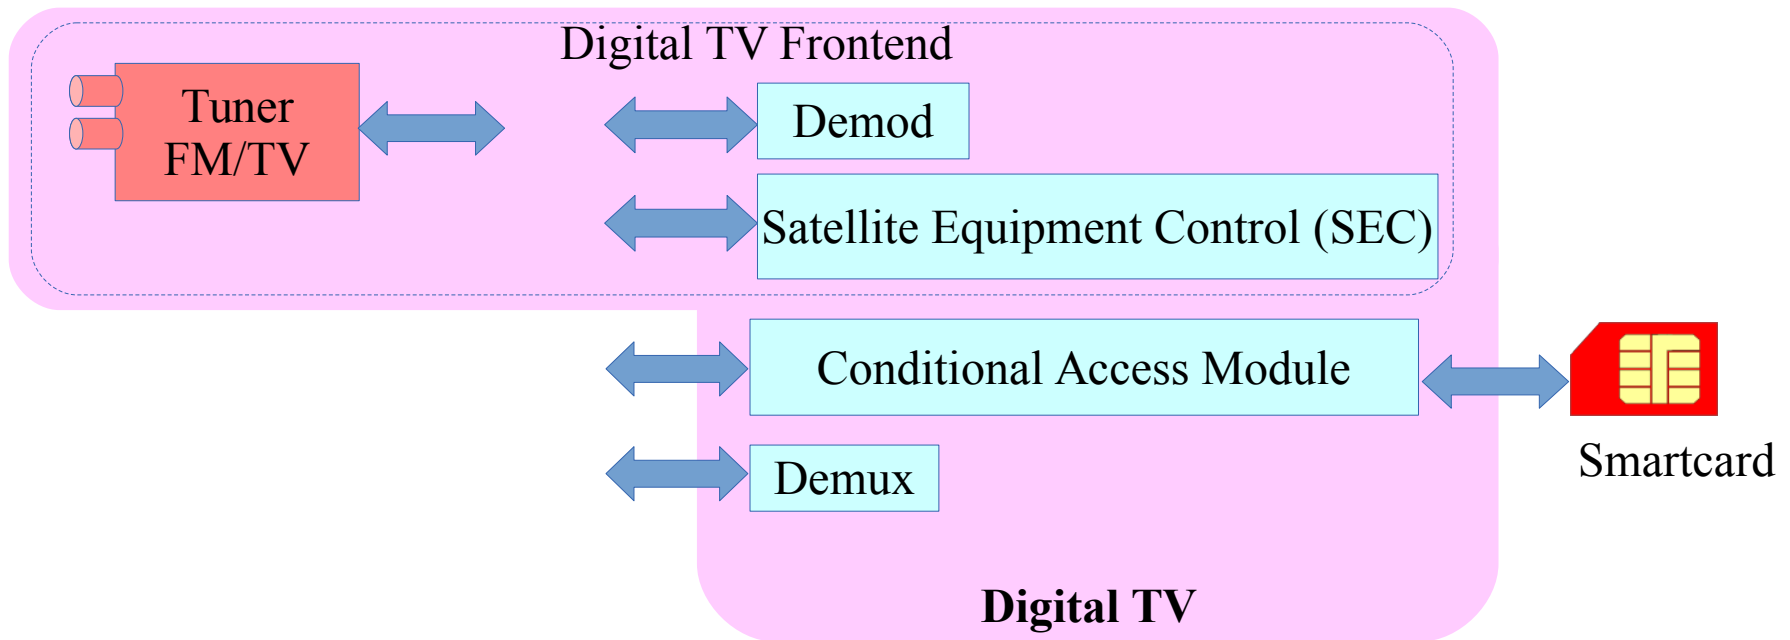 Digital TV Frontend
Tuner
FM/TV
Demod
Satellite Equipment Control (SEC)
Conditional Access Module
Smartcard
Demux
Digital TV